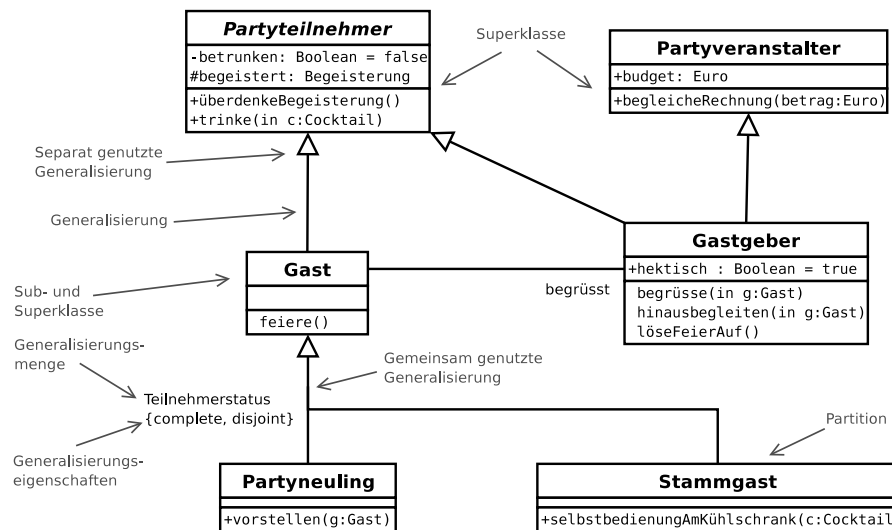 Partyteilnehmer
-betrunken: Boolean = false
#begeistert: Begeisterung
+überdenkeBegeisterung()
+trinke(in c:Cocktail)
Superklasse
Partyveranstalter
+budget: Euro
+begleicheRechnung(betrag:Euro)
Separat genutzte
Generalisierung
Generalisierung
Gast
feiere()
begrüsst
Gastgeber
+hektisch : Boolean = true
begrüsse(in g:Gast)
hinausbegleiten(in g:Gast)
löseFeierAuf()
Sub- und
Superklasse
Generalisierungs-
menge
Gemeinsam genutzte
Generalisierung
Teilnehmerstatus
{complete, disjoint}
Generalisierungs-
eigenschaften
Partition
Partyneuling
+vorstellen(g:Gast)
Stammgast
+selbstbedienungAmKühlschrank(c:Cocktail